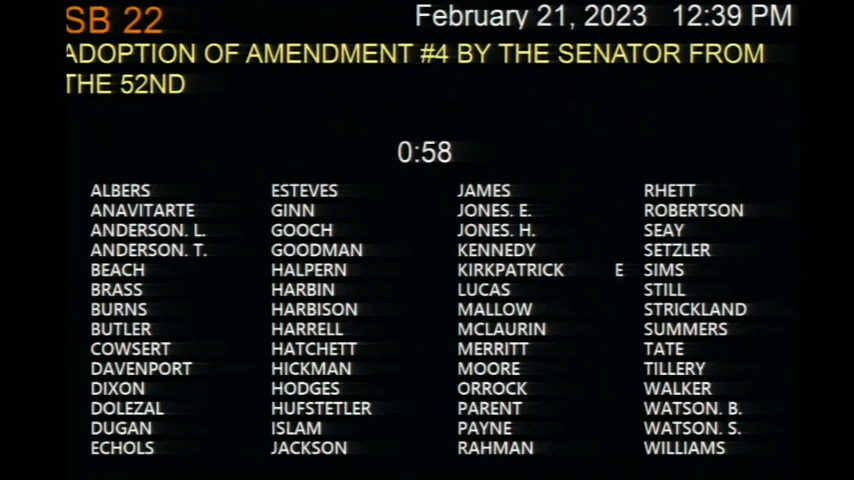 SB 22 February 21, 2023 12:39 PM
ADOPTION OF AMENDMENT #4 BY THE SENATOR FROM
THE 52ND
0:58
ALBERS ESTEVES JAMES RHETT
ANAVITARTE GINN JONES. E. ROBERTSON
ANDERSON. L. GOOCH JONES. H. SEAY
ANDERSON. T. GOODMAN KENNEDY SETZLER
BEACH HALPERN KIRKPATRICK E SIMS
BRASS HARBIN LUCAS STILL
BURNS HARBISON MALLOW STRICKLAND
BUTLER HARRELL MCLAURIN SUMMERS
COWSERT HATCHETT MERRITT TATE
DAVENPORT HICKMAN MOORE TILLERY
DIXON HODGES ORROCK WALKER
DOLEZAL HUFSTETLER PARENT WATSON. B.
DUGAN ISLAM PAYNE WATSON. S.
ECHOLS JACKSON RAHMAN WILLIAMS